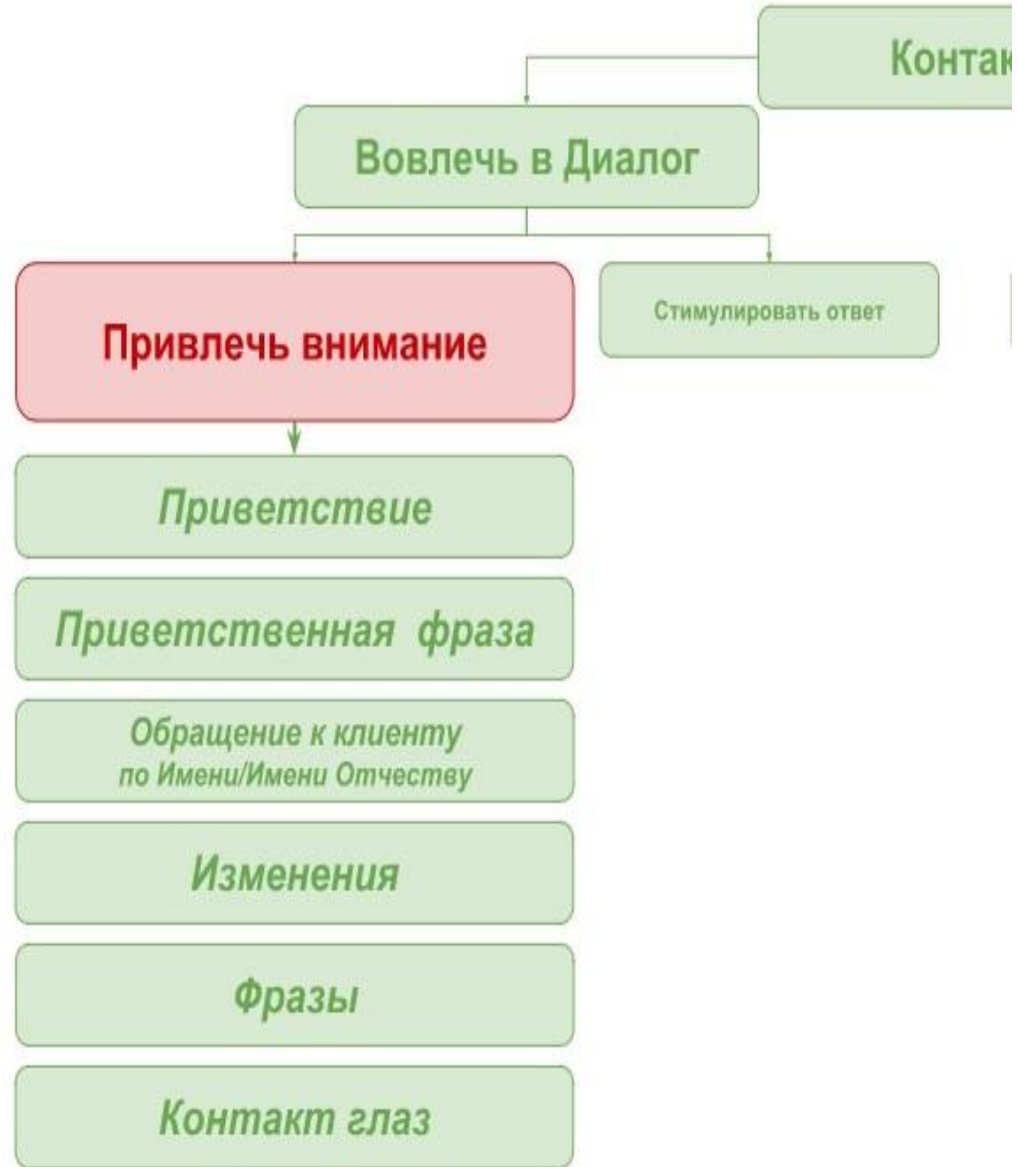 Вовлечь в Диалог
Привлечь внимание
Стимулировать ответ
Приветствие
Приветственная фраза
Обращение к клиенту
по Имени/Имени Отчеству
Изменения
Фразы
Контакт глаз